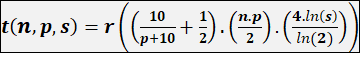 t(n, p, s) = r ( ( 10/(p+10) + 1/2 ) . ( n.p/2 ) . ( 4.ln(s)/ln(2) ) )